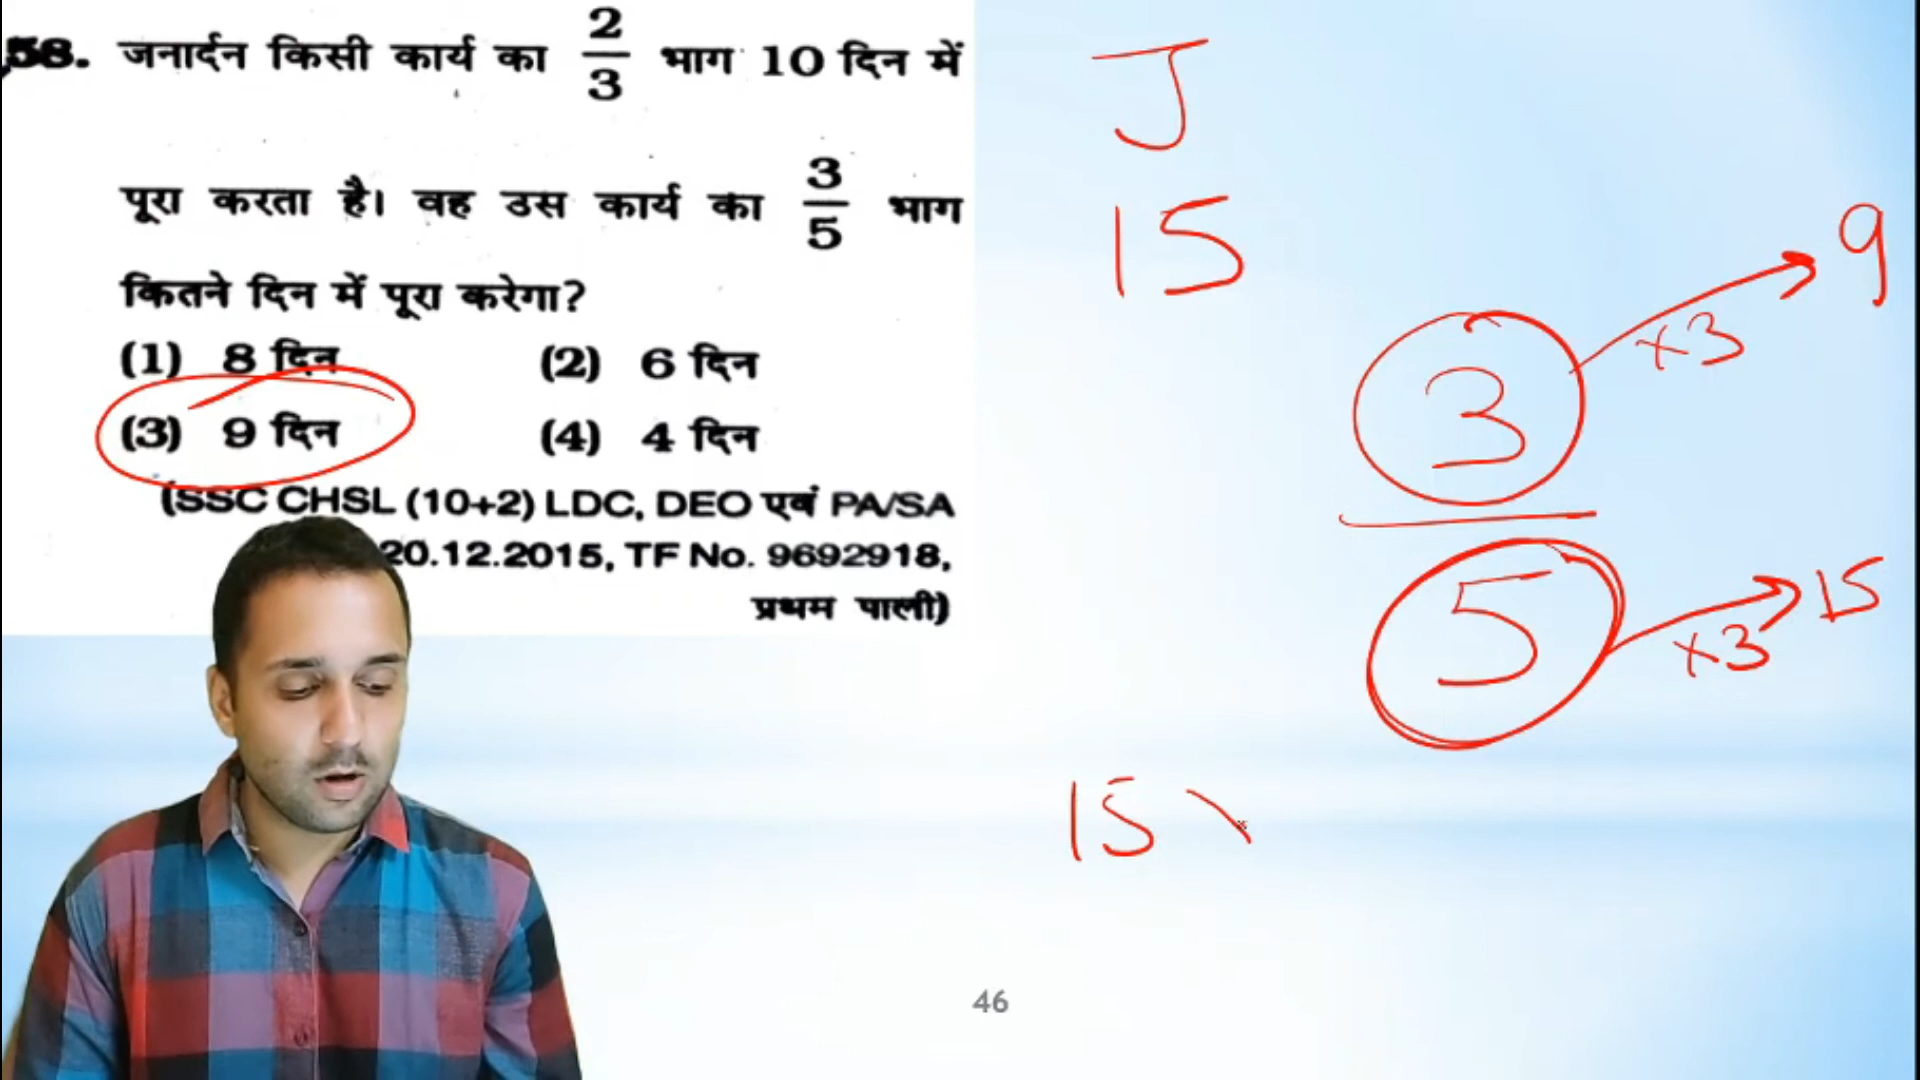 58. जनार्दन किसी कार्य का 2/3 भाग 10 दिन में
पूरा करता है। वह उस कार्य का 3/5 भाग
कितने दिन में पूरा करेगा?
(1) 8 दिन (2) 6 दिन
(3) 9 दिन (4) 4 दिन
(SSC CHSL (10+2) LDC, DEO एवं PA/SA
20.12.2015, TF No. 9692918,
प्रथम पाली)
J
15
3 ×3 9
5 ×3 15
15
46